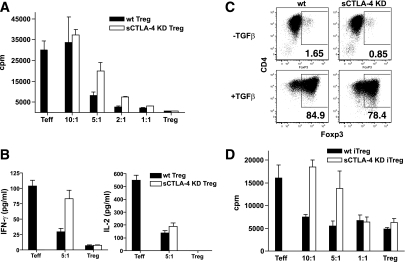 A
wt Treg
sCTLA-4 KD Treg
cpm
45000
35000
25000
15000
5000
Teff 10:1 5:1 2:1 1:1 Treg
B
wt Treg
sCTLA-4 KD Treg
IFN-γ (pg/ml)
125
100
75
50
25
0
Teff 5:1 Treg
IL-2 (pg/ml)
600
500
400
300
200
100
0
Teff 5:1 Treg
C
wt sCTLA-4 KD
-TGFβ
1.65 0.85
CD4
+TGFβ
84.9 78.4
Foxp3
D
wt iTreg
sCTLA-4 KD iTreg
cpm
20000
15000
10000
5000
0
Teff 10:1 5:1 1:1 Treg